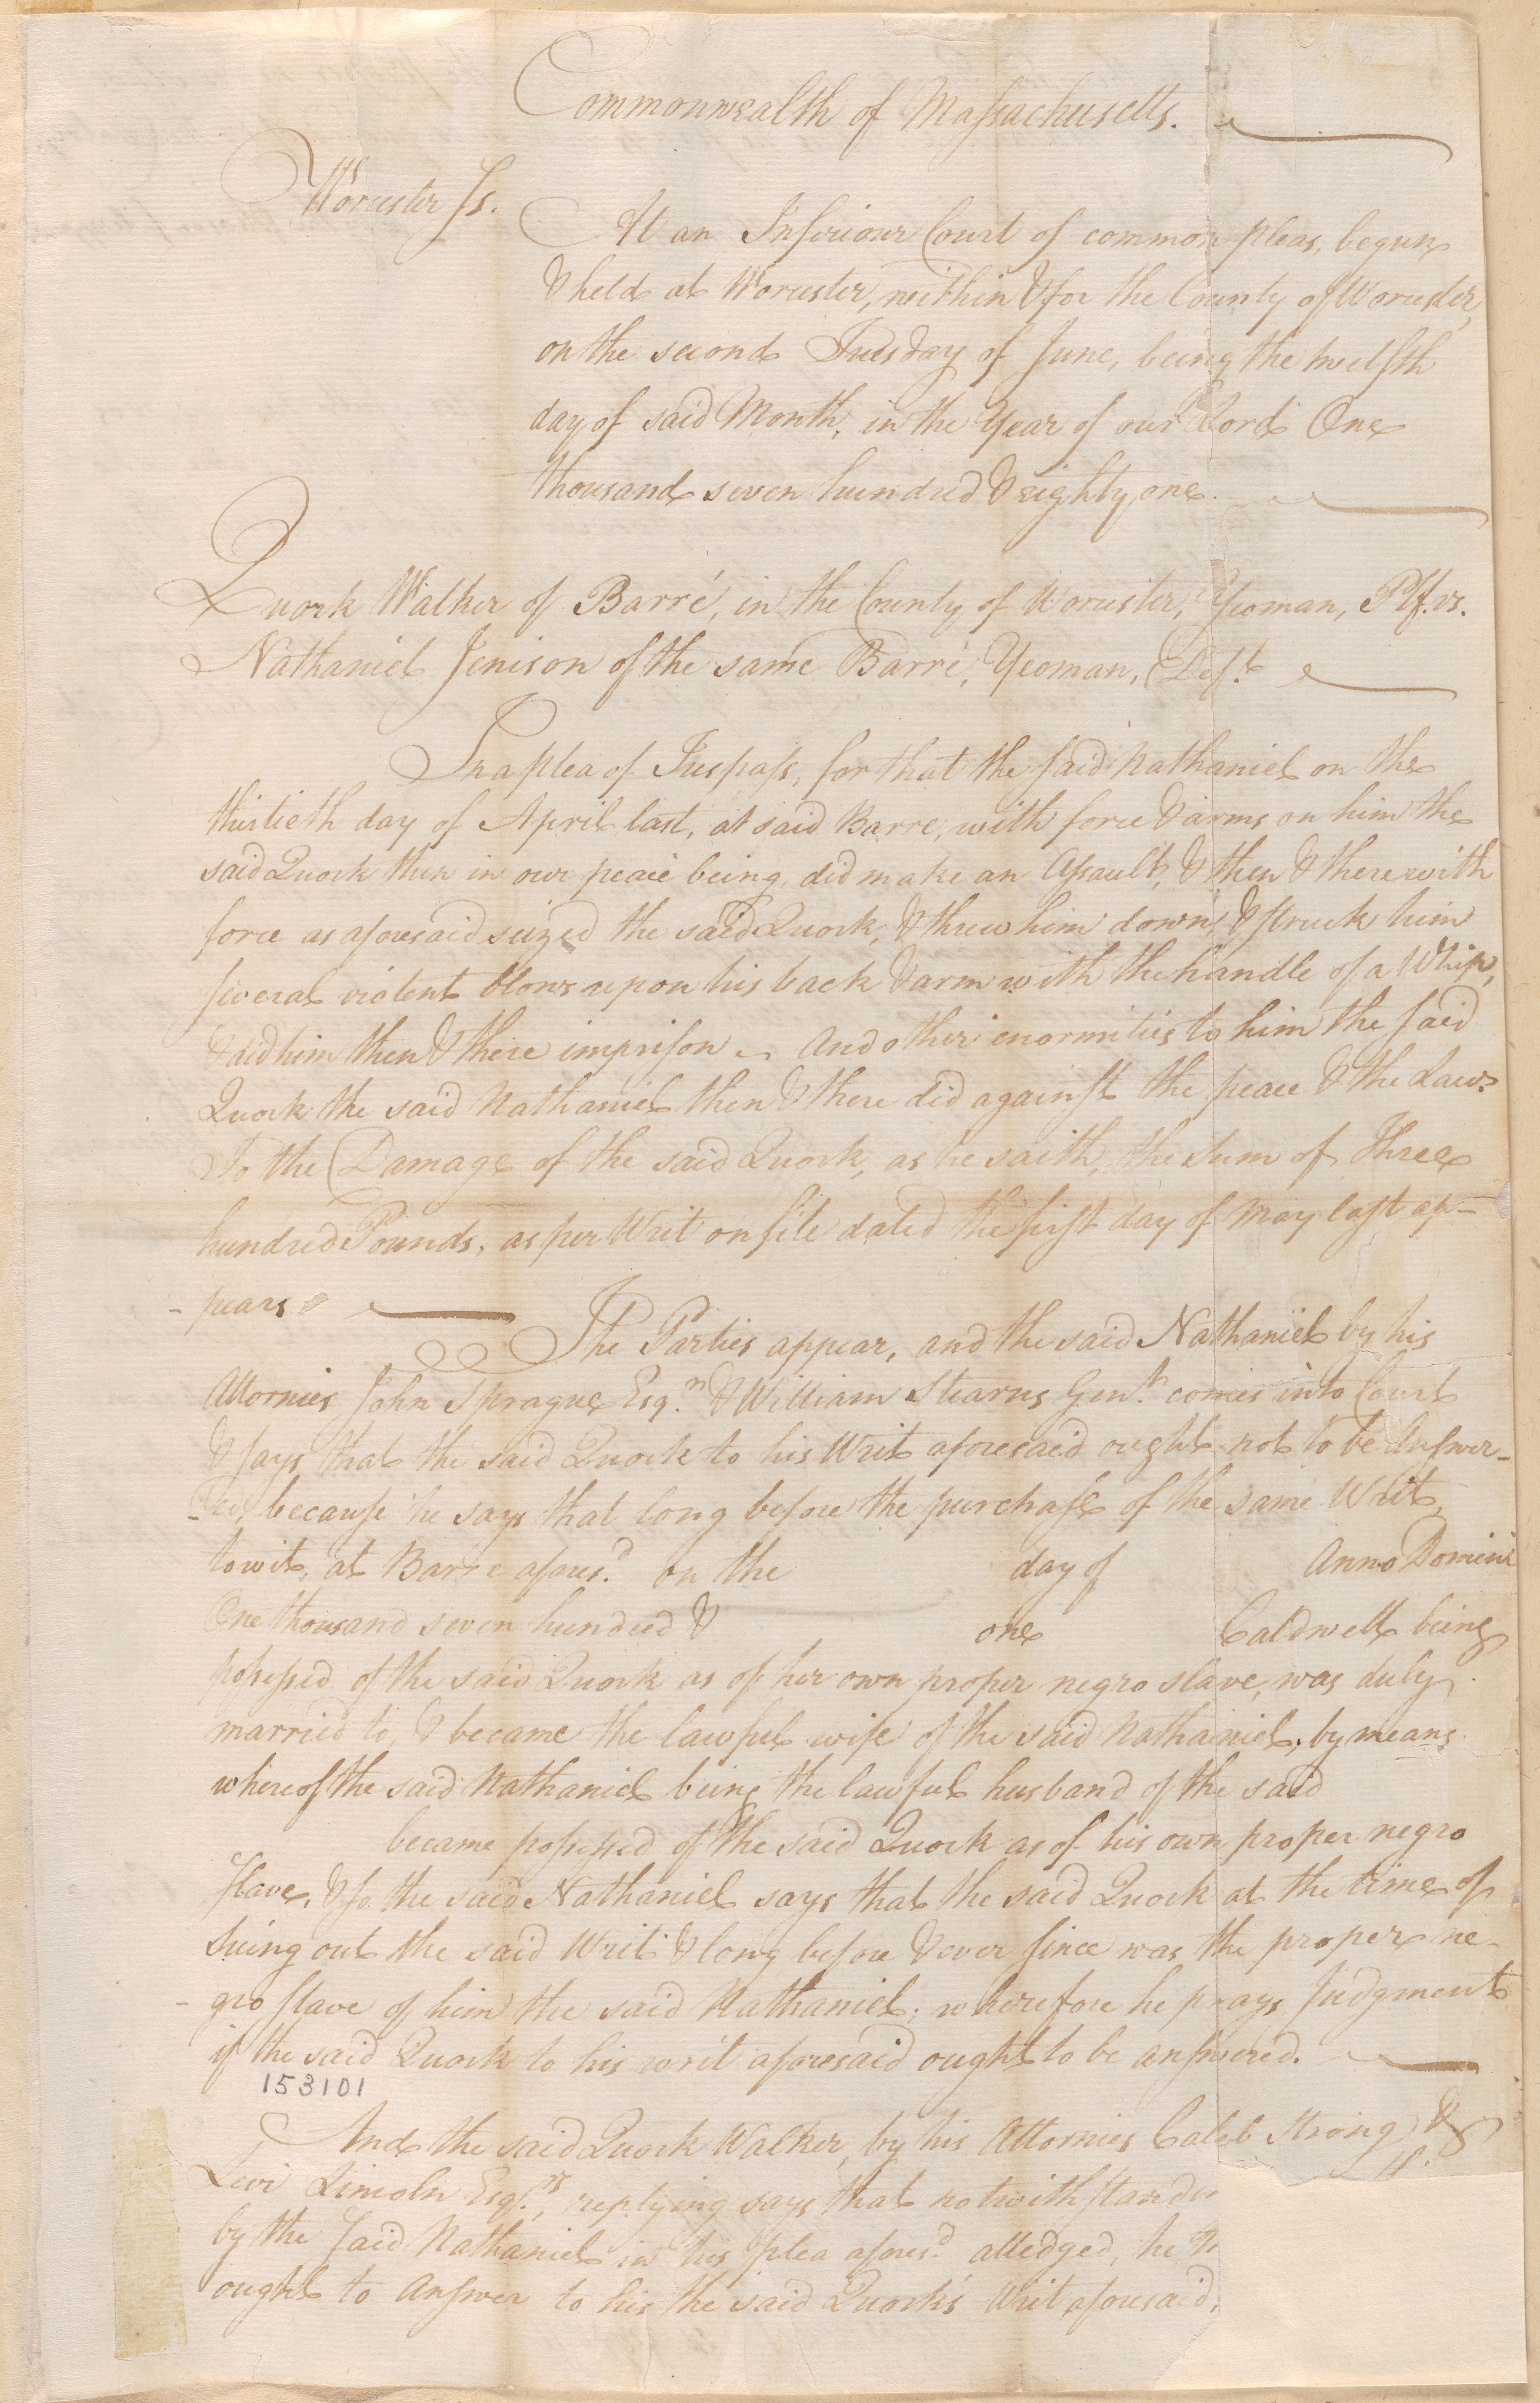 Commonwealth of Massachusetts.
Worcester Ss.
At an Inferiour Court of common pleas, begun
& held at Worcester, within & for the County of Worcester,
on the second Tuesday of June, being the twelfth
day of said Month, in the Year of our Lord One
thousand seven hundred & eighty one.
Quork Walker of Barré, in the County of Worcester, Yeoman, Plf. vs.
Nathaniel Jenison of the same Barré, Yeoman, Def.t
In a plea of Trespass, for that the said Nathaniel on the
thirtieth day of April last, at said Barre, with force & arms on him the
said Quork then in our peace being, did make an Assault, & then & there with
force as aforesaid seized the said Quork, & threw him down, & struck him
several violent blows upon his back & arm with the handle of a Whip,
& did him then & there imprison And other enormities to him the said
Quork the said Nathaniel then & there did against the peace & the Law.
To the Damage of the said Quork, as he saith, the Sum of Three
hundred Pounds, as per Writ on file dated the first day of May last ap-
-pears
The Parties appear, and the said Nathaniel by his
Attornies John Sprague Esq.r & William Stearns Gen.t comes into Court
& says that the said Quork to his Writ aforesaid ought not to be Answer-
-ed, because he says that long before the purchase of the same Writ,
towit, at Barre afores.d on the day of Anno Domini
One thousand seven hundred & one Caldwell being
possessed of the said Quork as of her own proper negro slave, was duly
married to, & became the lawful wife of the said Nathaniel, by means
whereof the said Nathaniel being the lawful husband of the said
became possessed of the said Quork as of his own proper negro
slave, & so the said Nathaniel says that the said Quork at the time of
suing out the said Writ & long before & ever since was the proper ne-
-gro slave of him the said Nathaniel; wherefore he prays Judgment
if the said Quork to his writ aforesaid ought to be answered.
153101
And the said Quork Walker, by his Attornies Caleb Strong &
Levi Lincoln Esq.rs, replying says that notwithstandin
by the said Nathaniel in his plea afores.d alledged, he
ought to Answer to his the said Quork's Writ aforesaid,